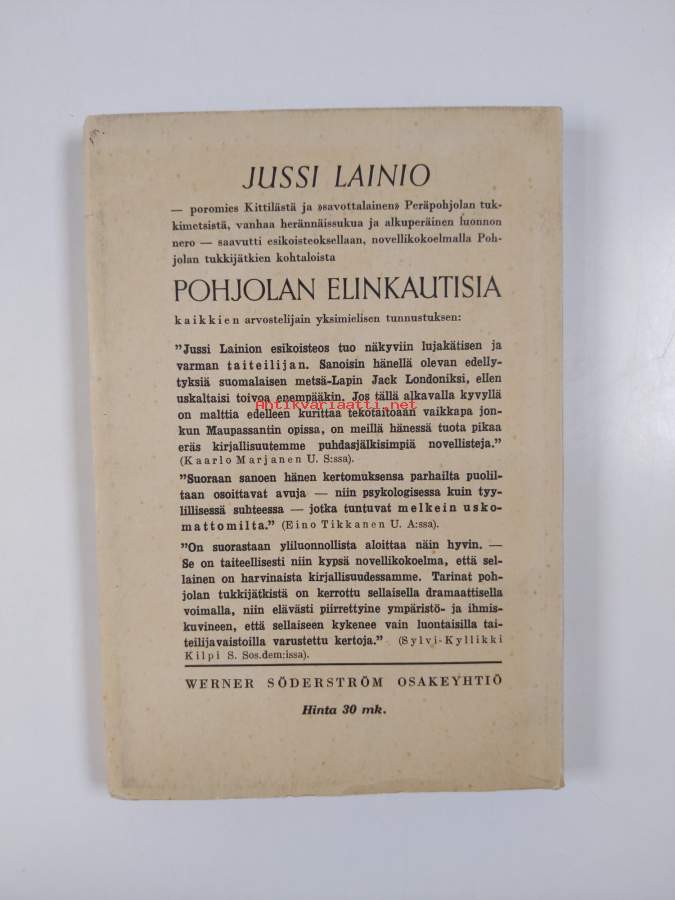 JUSSI LAINIO
— poromies Kittilästä ja »savottalainen» Peräpohjolan tuk-
kimetsistä, vanhaa herännäissukua ja alkuperäinen luonnon
nero — saavutti esikoisteoksellaan, novellikokoelmalla Poh-
jolan tukkijätkien kohtaloista
POHJOLAN ELINKAUTISIA
kaikkien arvostelijain yksimielisen tunnustuksen:
”Jussi Lainion esikoisteos tuo näkyviin lujakätisen ja
varman taiteilijan. Sanoisin hänellä olevan edelly-
tyksiä suomalaisen metsä-Lapin Jack Londoniksi, ellen
uskaltaisi toivoa enempääkin. Jos tällä alkavalla kyvyllä
Antikvariaatti.net
on malttia edelleen kurittaa tekotaitoaan vaikkapa jon-
kun Maupassantin opissa, on meillä hänessä tuota pikaa
eräs kirjallisuutemme puhdasjälkisimpiä novellisteja.”
(Kaarlo Marjanen U. S:ssa).
”Suoraan sanoen hänen kertomuksensa parhailta puolil-
taan osoittavat avuja — niin psykologisessa kuin tyy-
lillisessä suhteessa — jotka tuntuvat melkein usko-
mattomilta.” (Eino Tikkanen U. A:ssa).
”On suorastaan yliluonnollista aloittaa näin hyvin. —
Se on taiteellisesti niin kypsä novellikokoelma, että sel-
lainen on harvinaista kirjallisuudessamme. Tarinat poh-
jolan tukkijätkistä on kerrottu sellaisella dramaattisella
voimalla, niin elävästi piirrettyine ympäristö- ja ihmis-
kuvineen, että sellaiseen kykenee vain luontaisilla tai-
teilijavaistoilla varustettu kertoja.” (Sylvi-Kyllikki
Kilpi S. Sos.dem:issa).
WERNER SÖDERSTRÖM OSAKEYHTIÖ
Hinta 30 mk.